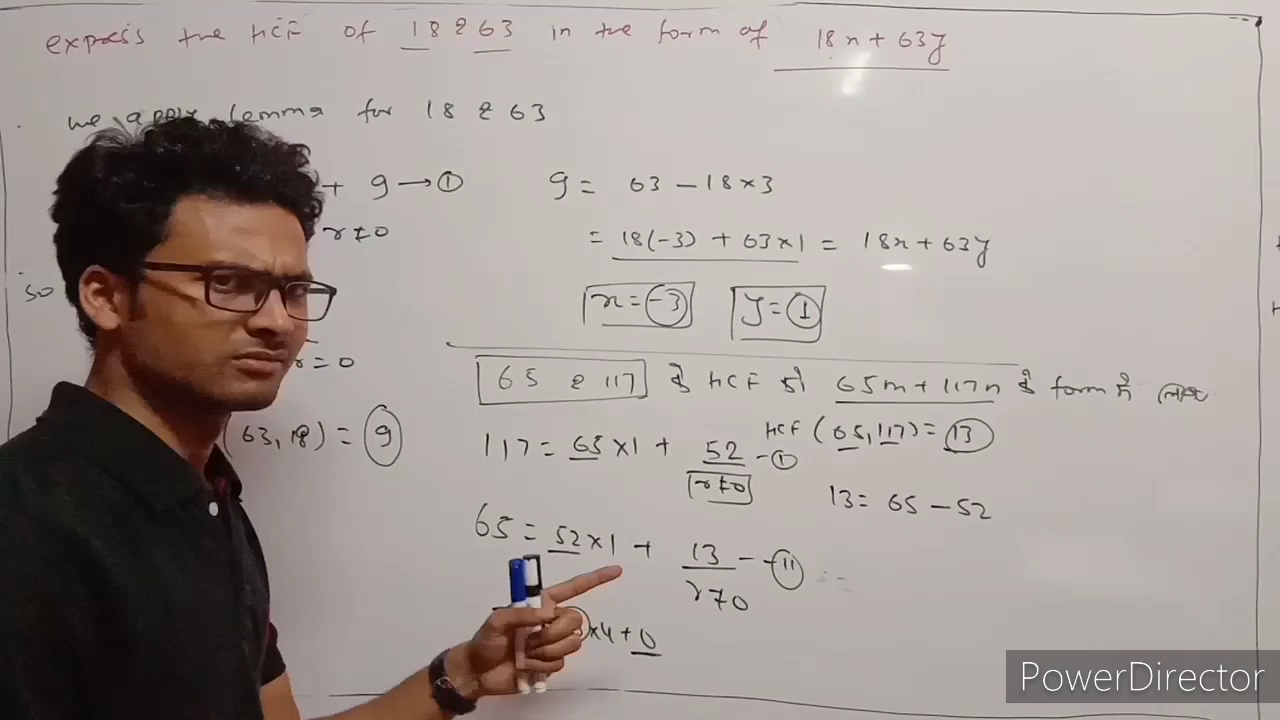 express the HCF of 18 & 63 in the form of 18x + 63y
we apply lemma for 18 & 63
+ 9 → ①
r≠0
so
r=0
(63, 18) = 9
9 = 63 - 18×3
= 18(-3) + 63×1 = 18x + 63y
x = -3 y = 1
65 & 117 के HCF को 65m + 117n के form में
117 = 65×1 + 52 - ①
r≠0
HCF (65, 117) = 13
13 = 65 - 52
65 = 52×1 + 13 -- ⑪
r≠0
×4 + 0
PowerDirector